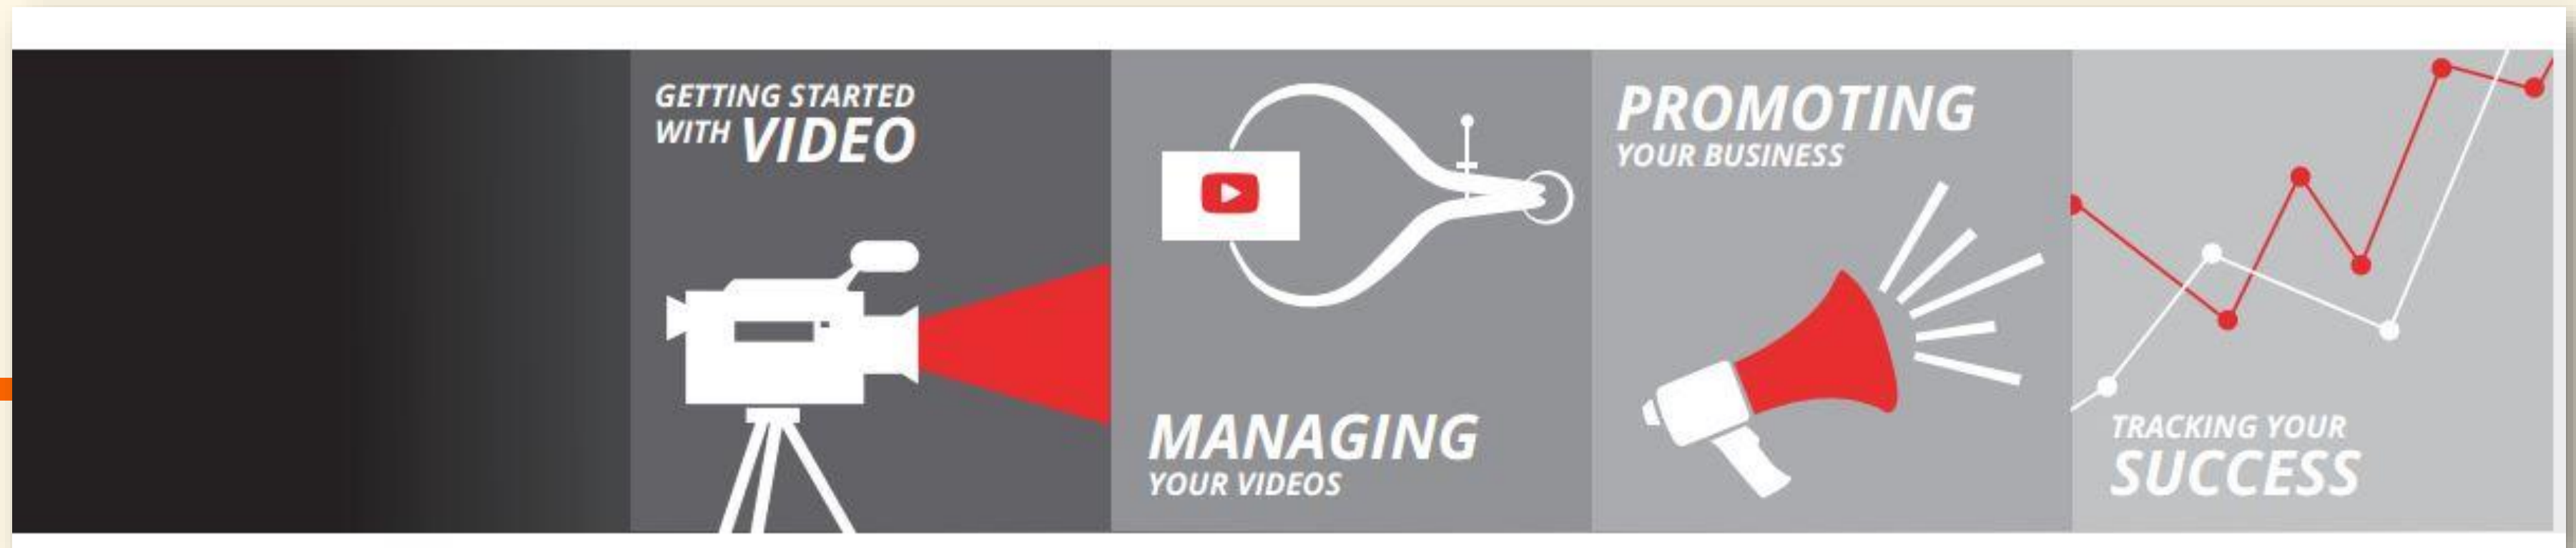 GETTING STARTED
WITH VIDEO
MANAGING
YOUR VIDEOS
PROMOTING
YOUR BUSINESS
TRACKING YOUR
SUCCESS